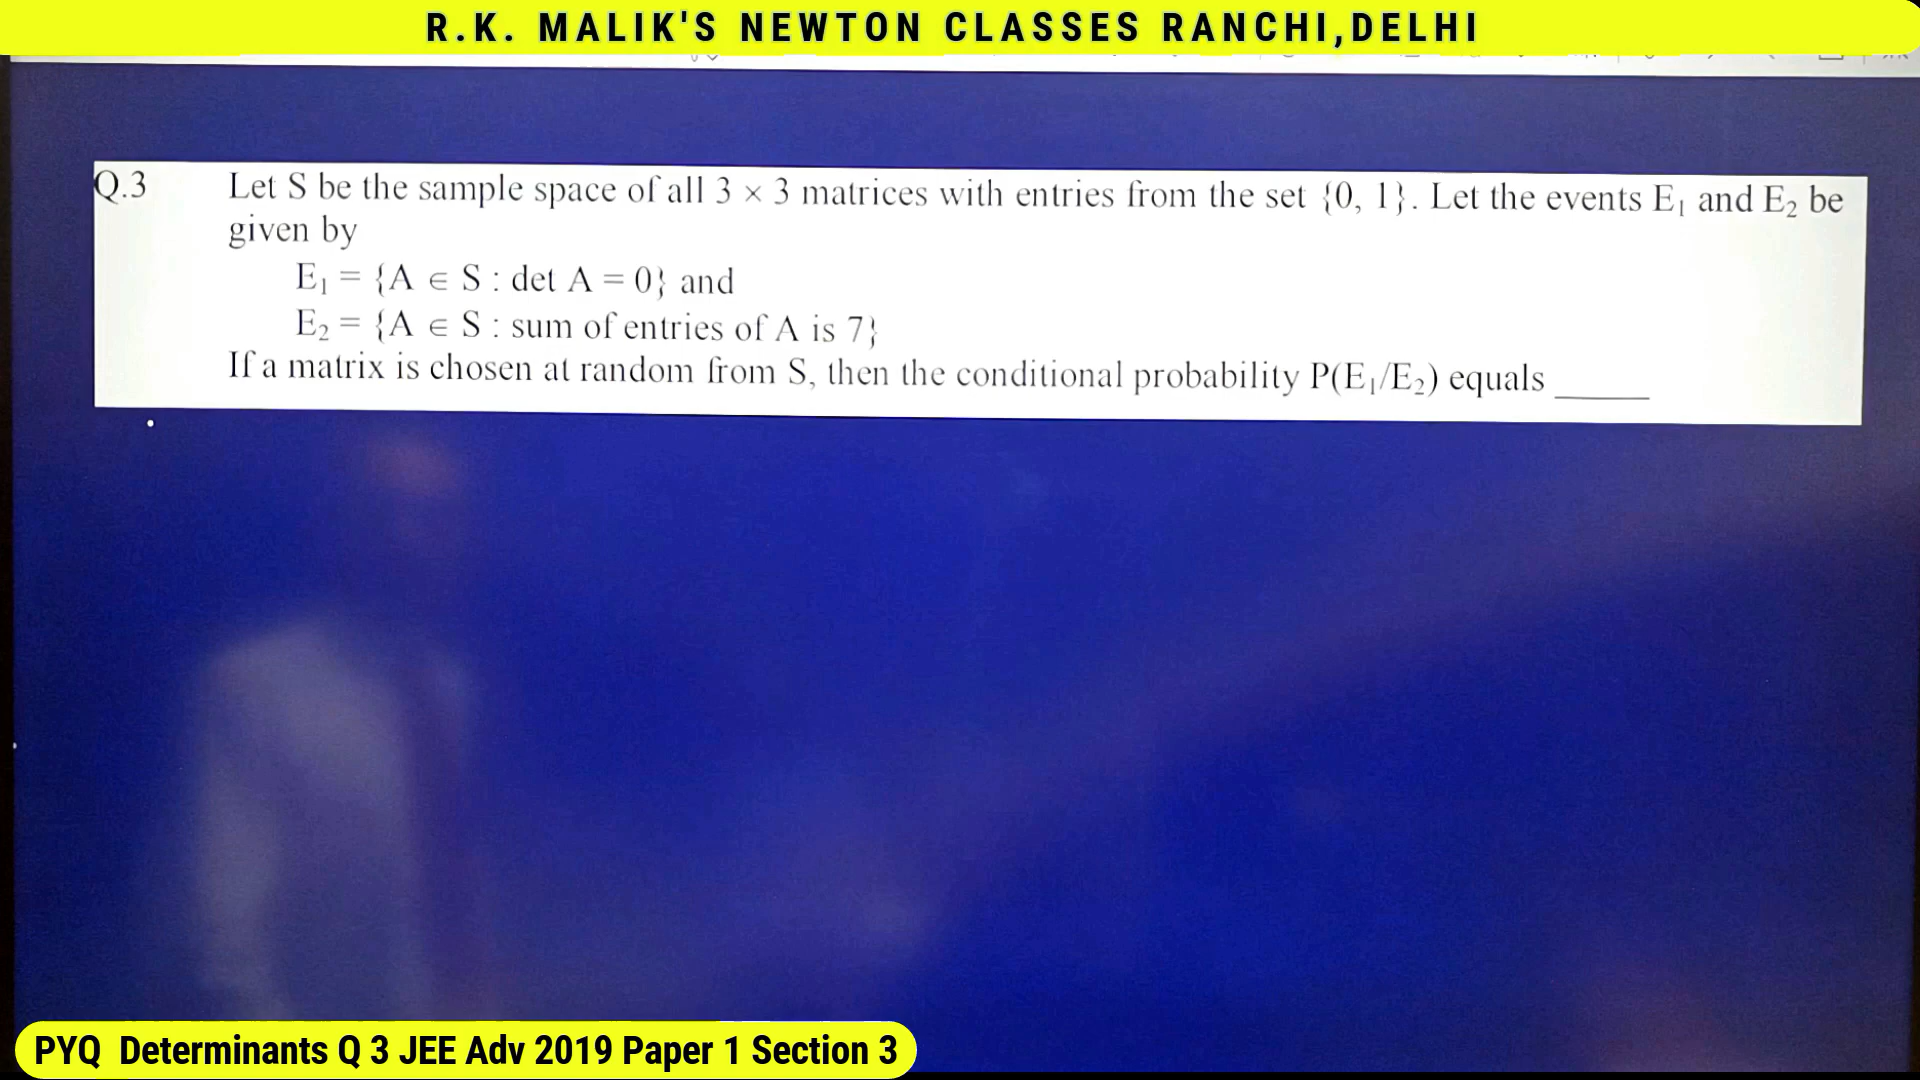 R.K. MALIK'S NEWTON CLASSES RANCHI,DELHI
Q.3 Let S be the sample space of all 3 × 3 matrices with entries from the set {0, 1}. Let the events E₁ and E₂ be
given by
E₁ = {A ∈ S : det A = 0} and
E₂ = {A ∈ S : sum of entries of A is 7}
If a matrix is chosen at random from S, then the conditional probability P(E₁/E₂) equals ______
PYQ Determinants Q 3 JEE Adv 2019 Paper 1 Section 3